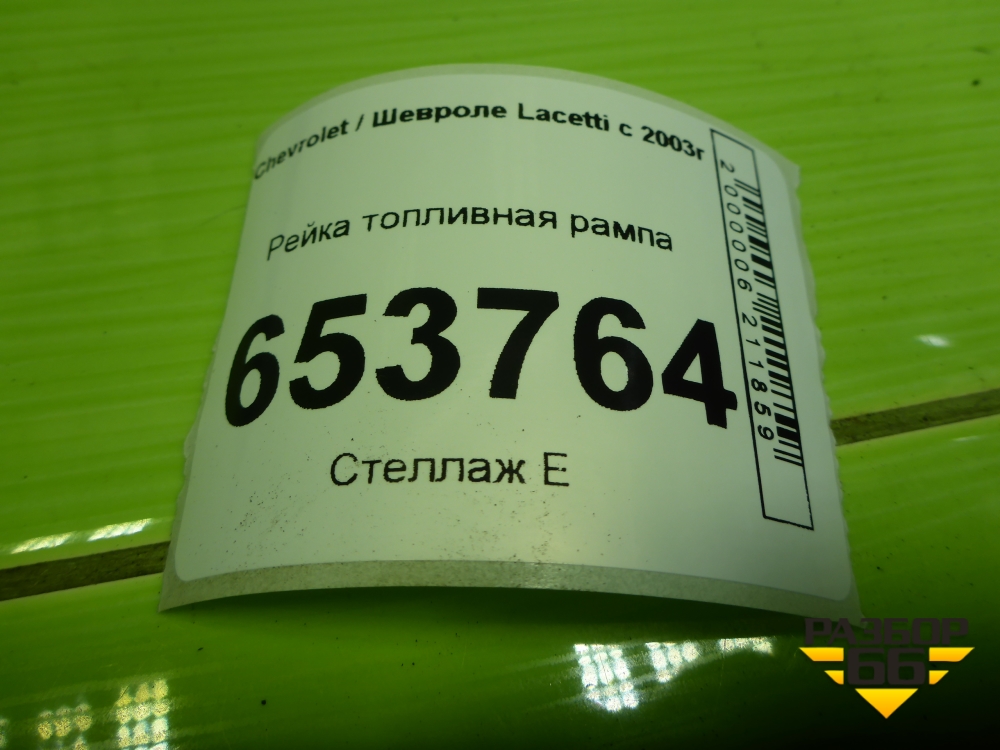 Chevrolet / Шевроле Lacetti с 2003г
Рейка топливная рампа
653764
Стеллаж Е
2000006211859
РАЗБОР
66